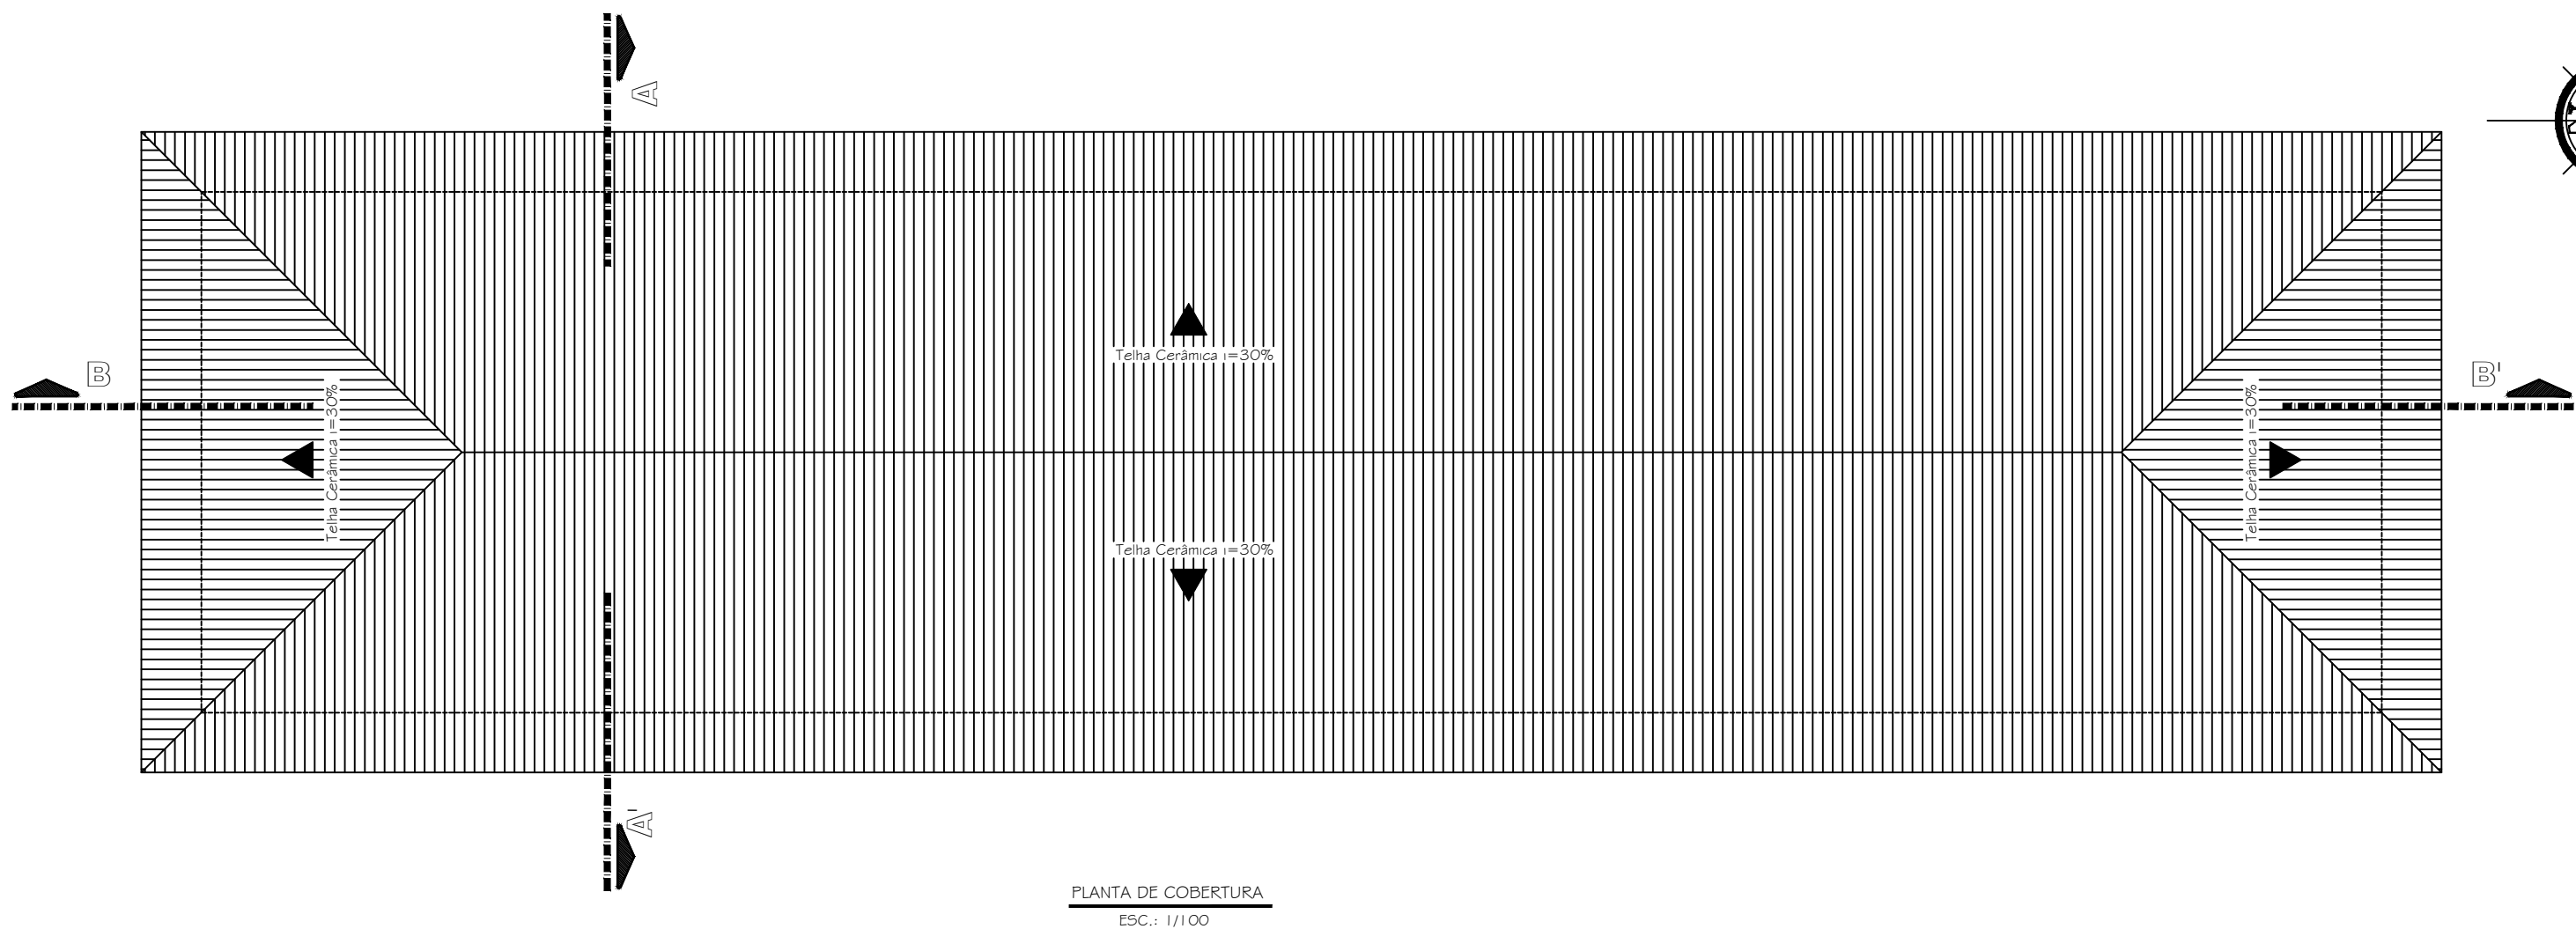 A
Telha Cerâmica i=30%
B
B'
Telha Cerâmica i=30%
Telha Cerâmica i=30%
Telha Cerâmica i=30%
A'
PLANTA DE COBERTURA
ESC.: 1/100